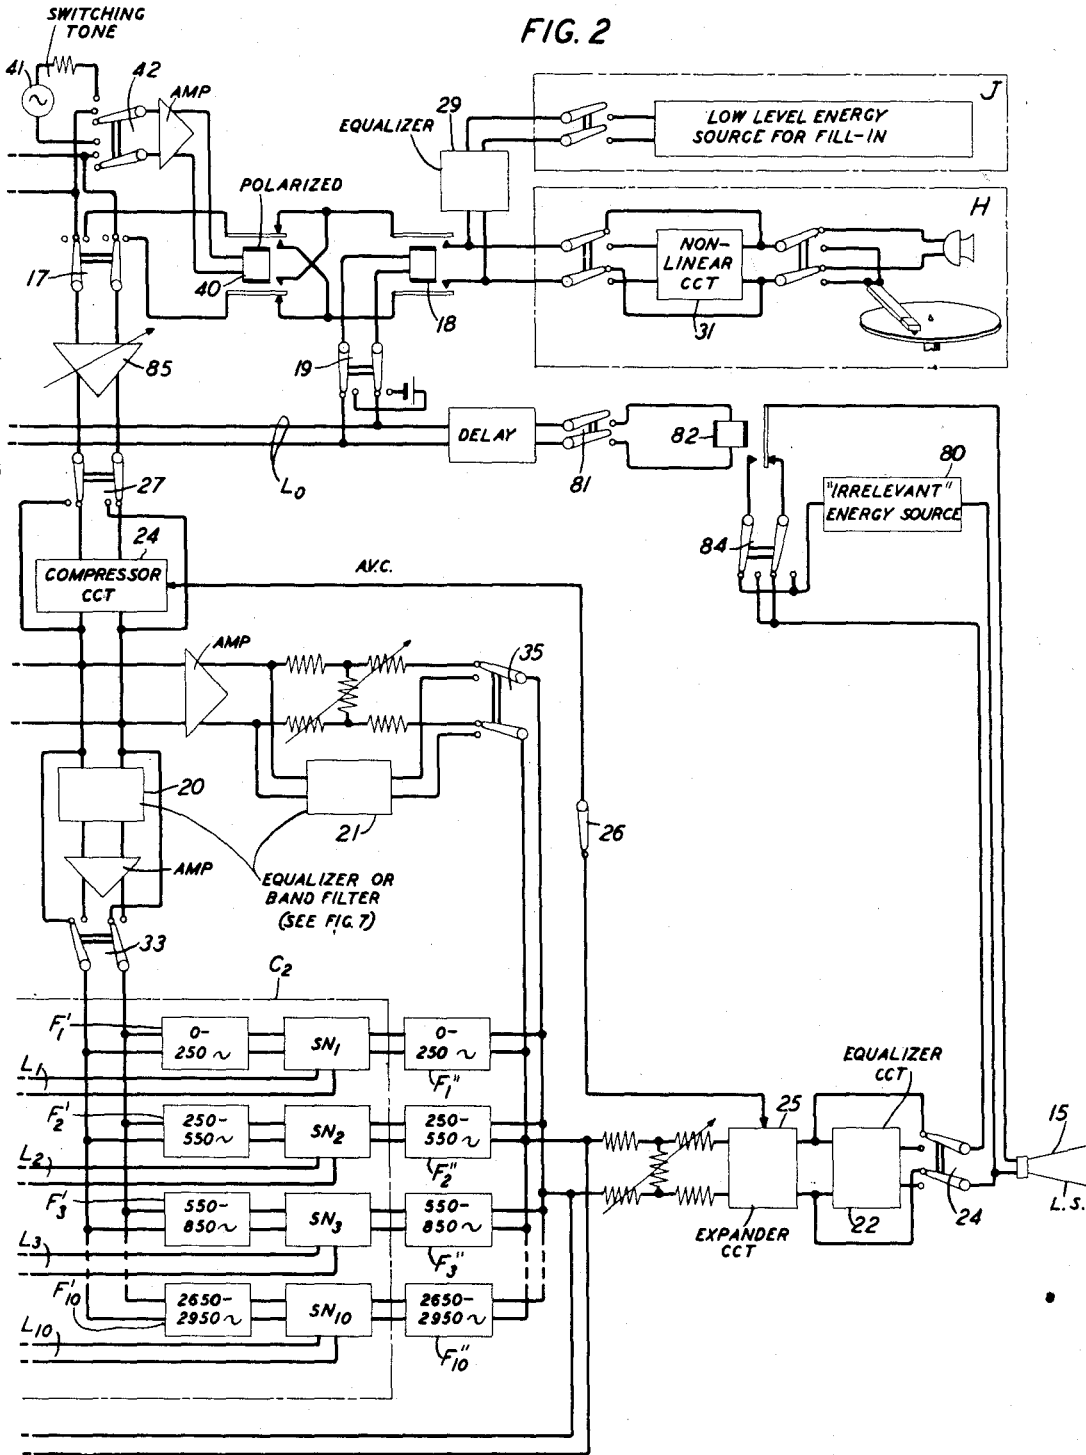 FIG. 2
SWITCHING
TONE
41
42
AMP
J
LOW LEVEL ENERGY
SOURCE FOR FILL-IN
29
EQUALIZER
POLARIZED
H
NON-
LINEAR
CCT
31
17
40
18
19
85
DELAY
81
82
80
"IRRELEVANT"
ENERGY SOURCE
84
L0
27
24
COMPRESSOR
CCT
A.V.C.
AMP
35
20
21
26
AMP
EQUALIZER OR
BAND FILTER
(SEE FIG. 7)
33
C2
F1'
0-
250 ~
SN1
0-
250 ~
F1"
L1
F2'
250-
550 ~
SN2
250-
550 ~
F2"
L2
F3'
550-
850 ~
SN3
550-
850 ~
F3"
L3
F10'
2650-
2950 ~
SN10
2650-
2950 ~
F10"
L10
EQUALIZER
CCT
25
EXPANDER
CCT
22
24
15
L.S.